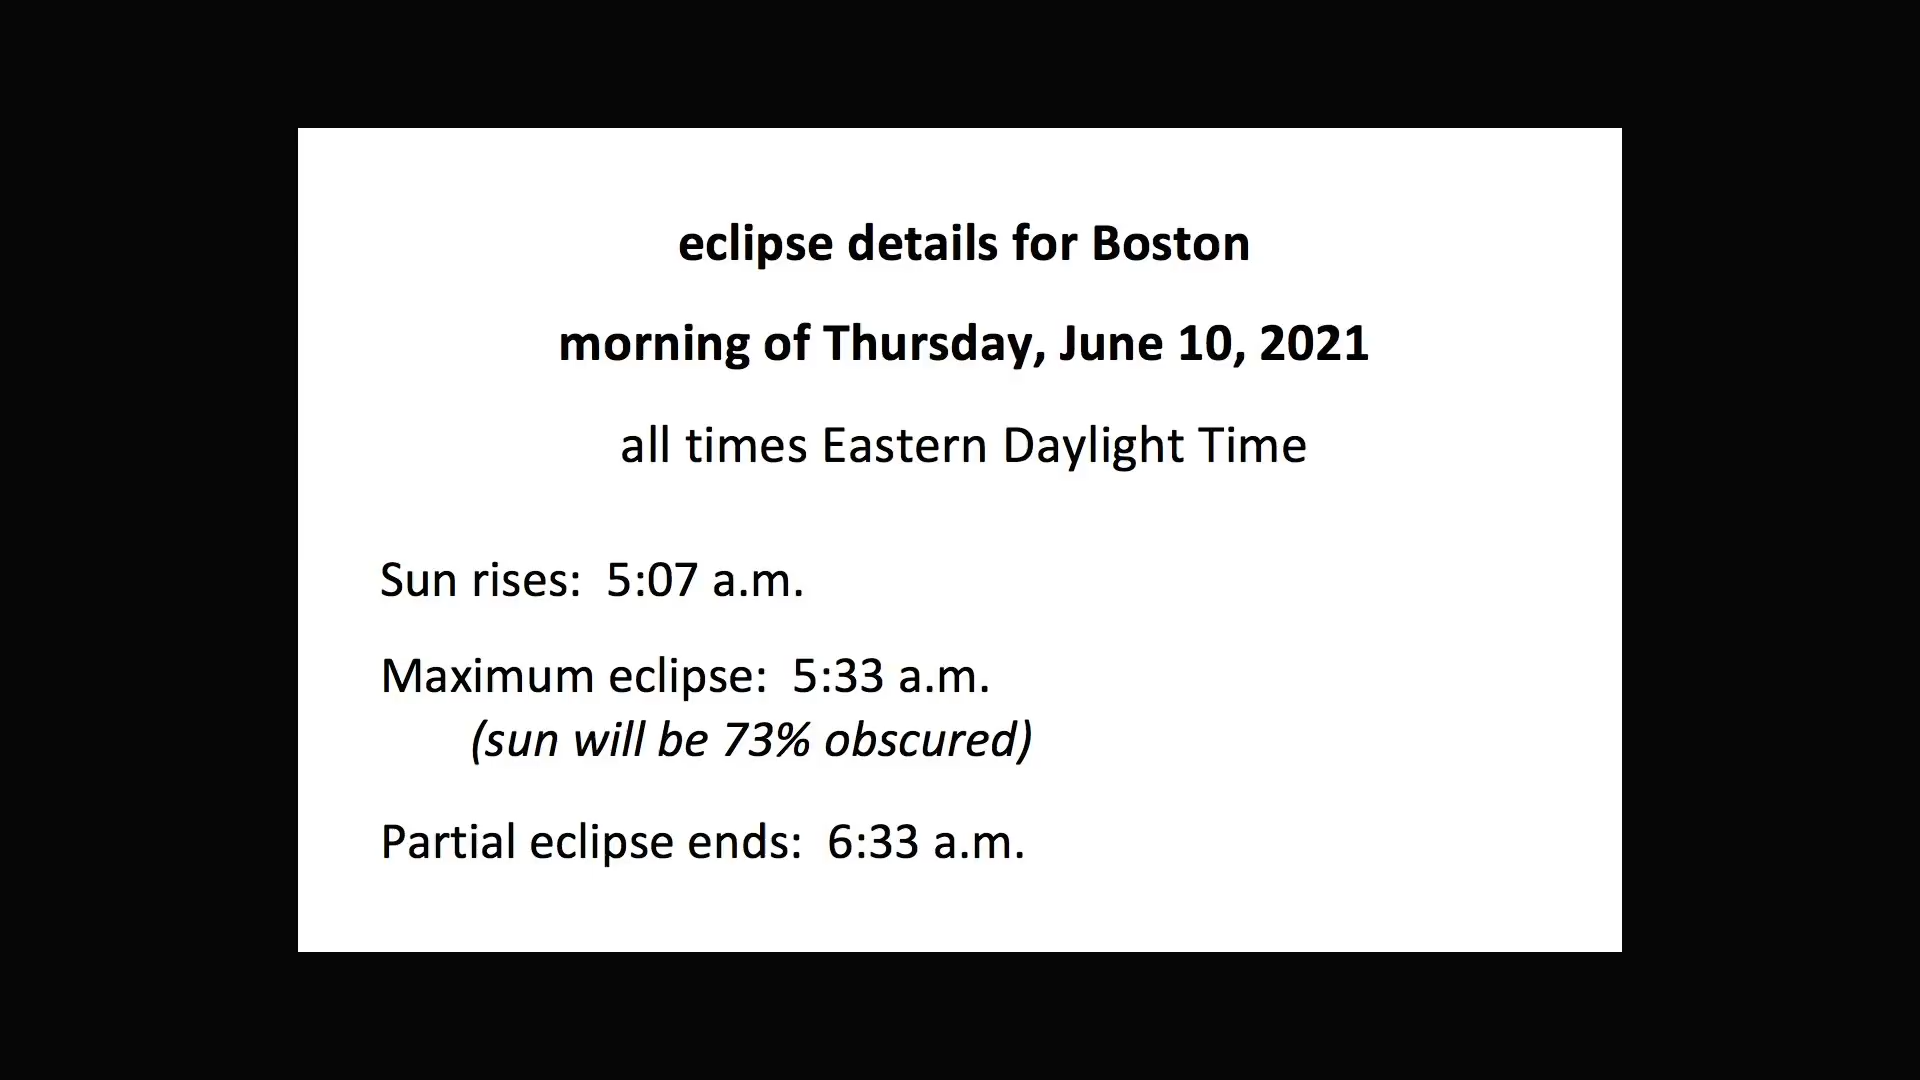 eclipse details for Boston
morning of Thursday, June 10, 2021
all times Eastern Daylight Time
Sun rises: 5:07 a.m.
Maximum eclipse: 5:33 a.m.
(sun will be 73% obscured)
Partial eclipse ends: 6:33 a.m.